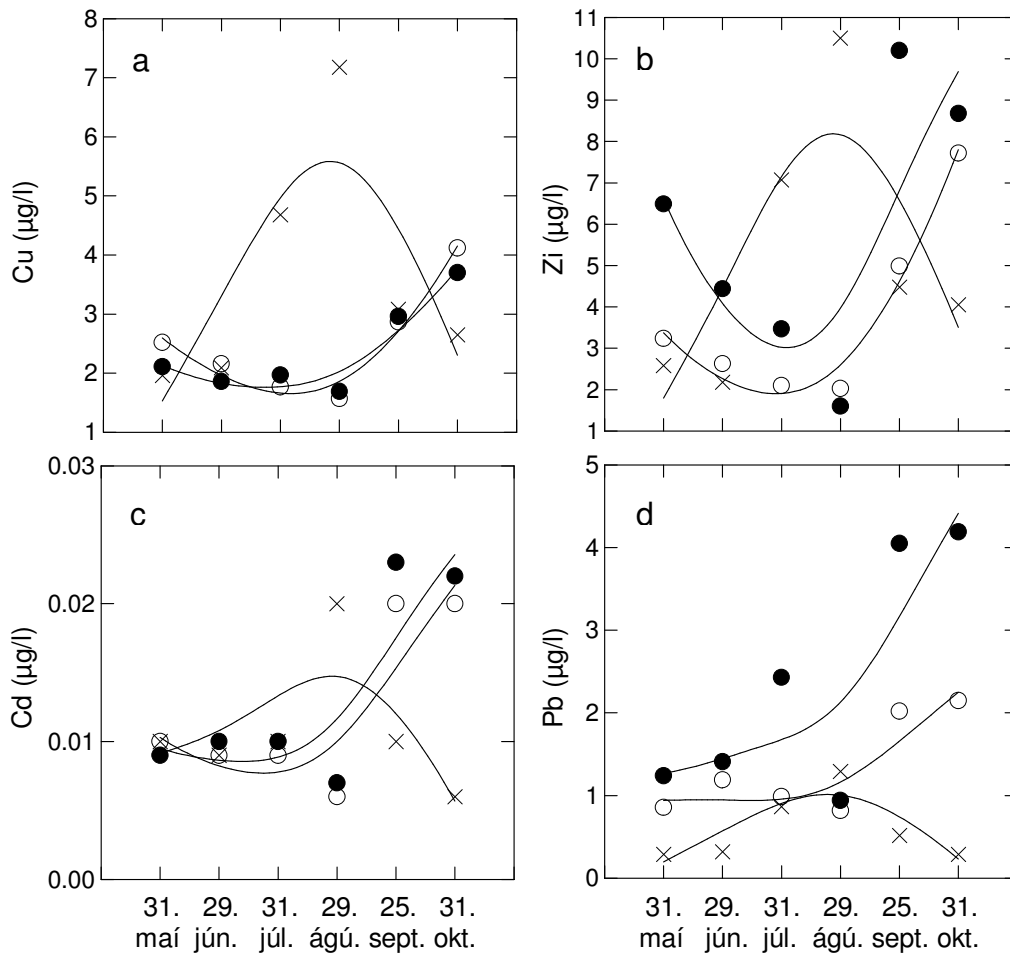 8
7
6
5
4
3
2
1
Cu (µg/l)
a
11
10
9
8
7
6
5
4
3
2
1
Zi (µg/l)
b
0.03
0.02
0.01
0.00
Cd (µg/l)
c
5
4
3
2
1
0
Pb (µg/l)
d
31. 29. 31. 29. 25. 31.
maí jún. júl. ágú. sept. okt.
31. 29. 31. 29. 25. 31.
maí jún. júl. ágú. sept. okt.